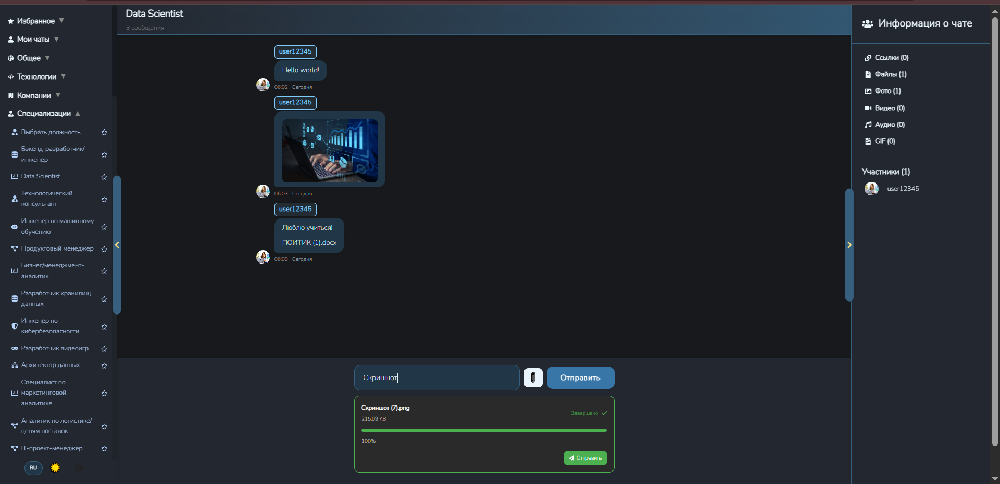 Избранное
Мои чаты
Общее
Технологии
Компании
Специализации
Выбрать должность
Бэкенд-разработчик/
инженер
Data Scientist
Технологический
консультант
Инженер по машинному
обучению
Продуктовый менеджер
Бизнес/менеджмент-
аналитик
Разработчик хранилищ
данных
Инженер по
кибербезопасности
Разработчик видеоигр
Архитектор данных
Специалист по
маркетинговой
аналитике
Аналитик по логистике/
цепям поставок
IT-проект-менеджер
RU
Data Scientist
3 сообщения
user12345
Hello world!
06:02 Сегодня
user12345
06:03 Сегодня
user12345
Люблю учиться!
ПОИТИК (1).docx
06:09 Сегодня
Скриншот
Отправить
Скриншот (7).png
215.09 KB
Завершено
100%
Отправить
Информация о чате
Ссылки (0)
Файлы (1)
Фото (1)
Видео (0)
Аудио (0)
GIF (0)
Участники (1)
user12345